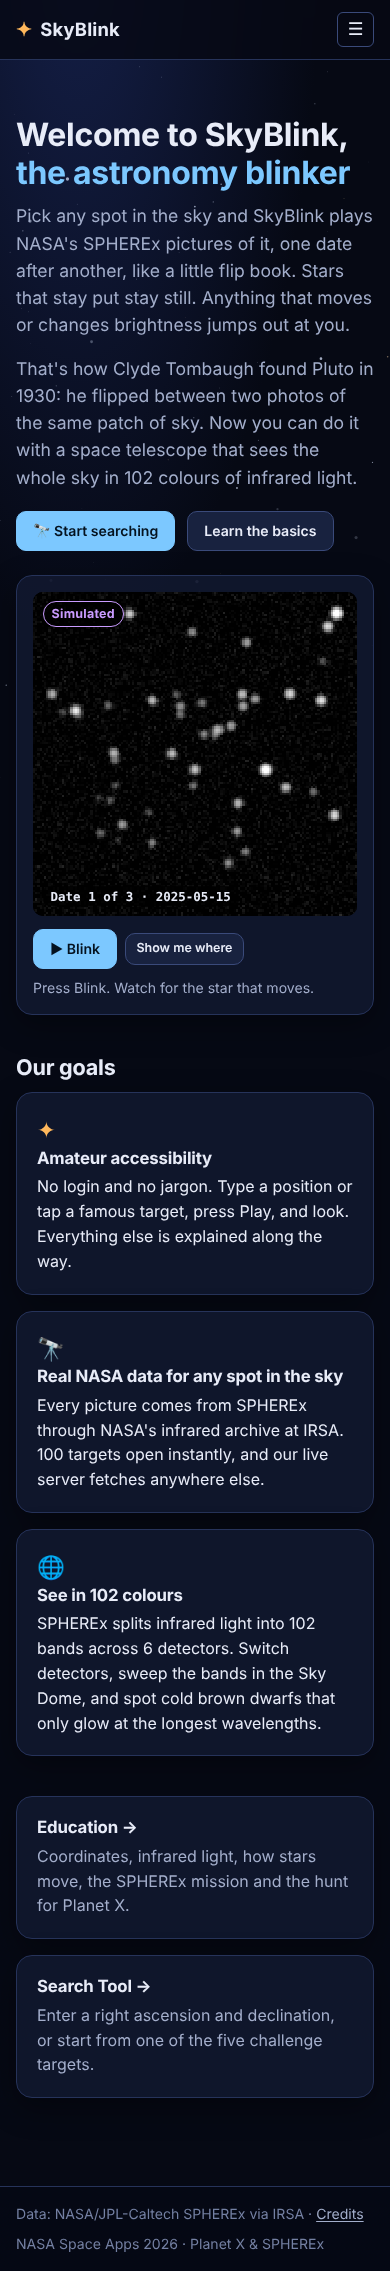 ✦ SkyBlink
☰
Welcome to SkyBlink,
the astronomy blinker
Pick any spot in the sky and SkyBlink plays
NASA's SPHEREx pictures of it, one date
after another, like a little flip book. Stars
that stay put stay still. Anything that moves
or changes brightness jumps out at you.
That's how Clyde Tombaugh found Pluto in
1930: he flipped between two photos of
the same patch of sky. Now you can do it
with a space telescope that sees the
whole sky in 102 colours of infrared light.
🔭 Start searching
Learn the basics
Simulated
Date 1 of 3 · 2025-05-15
▶ Blink
Show me where
Press Blink. Watch for the star that moves.
Our goals
✦
Amateur accessibility
No login and no jargon. Type a position or
tap a famous target, press Play, and look.
Everything else is explained along the
way.
🔭
Real NASA data for any spot in the sky
Every picture comes from SPHEREx
through NASA's infrared archive at IRSA.
100 targets open instantly, and our live
server fetches anywhere else.
🌐
See in 102 colours
SPHEREx splits infrared light into 102
bands across 6 detectors. Switch
detectors, sweep the bands in the Sky
Dome, and spot cold brown dwarfs that
only glow at the longest wavelengths.
Education →
Coordinates, infrared light, how stars
move, the SPHEREx mission and the hunt
for Planet X.
Search Tool →
Enter a right ascension and declination,
or start from one of the five challenge
targets.
Data: NASA/JPL-Caltech SPHEREx via IRSA · Credits
NASA Space Apps 2026 · Planet X & SPHEREx